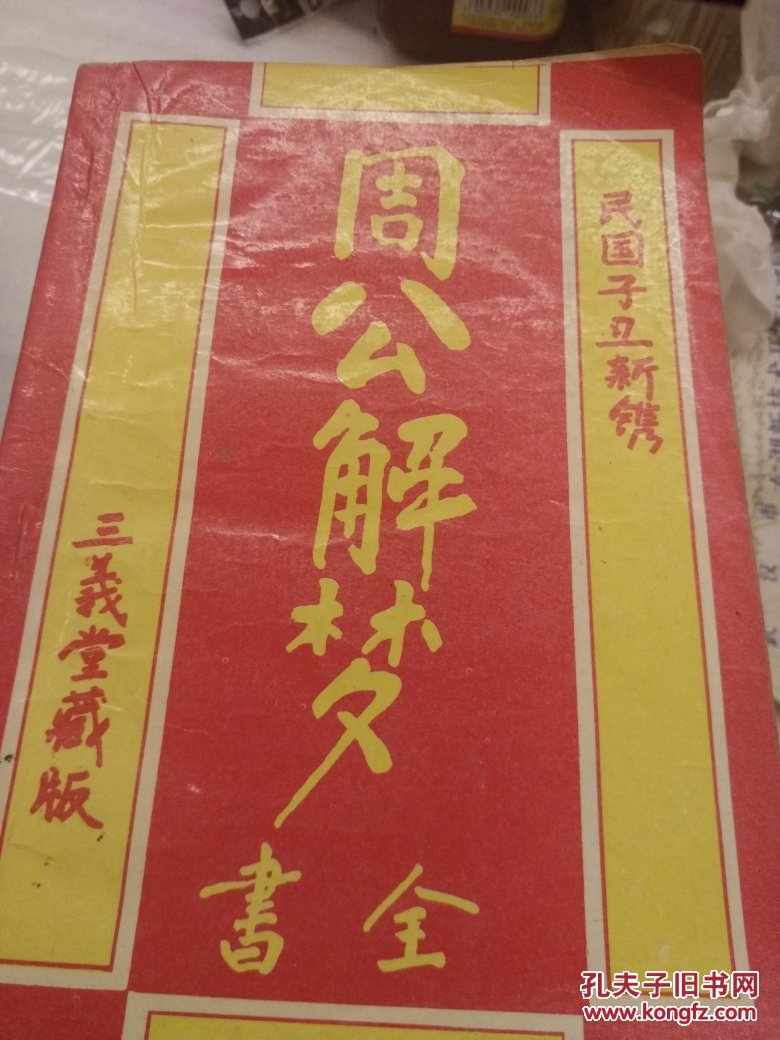 民国子丑新镌
周公解梦
全書
三義堂藏版
孔夫子旧书网
www.kongfz.com